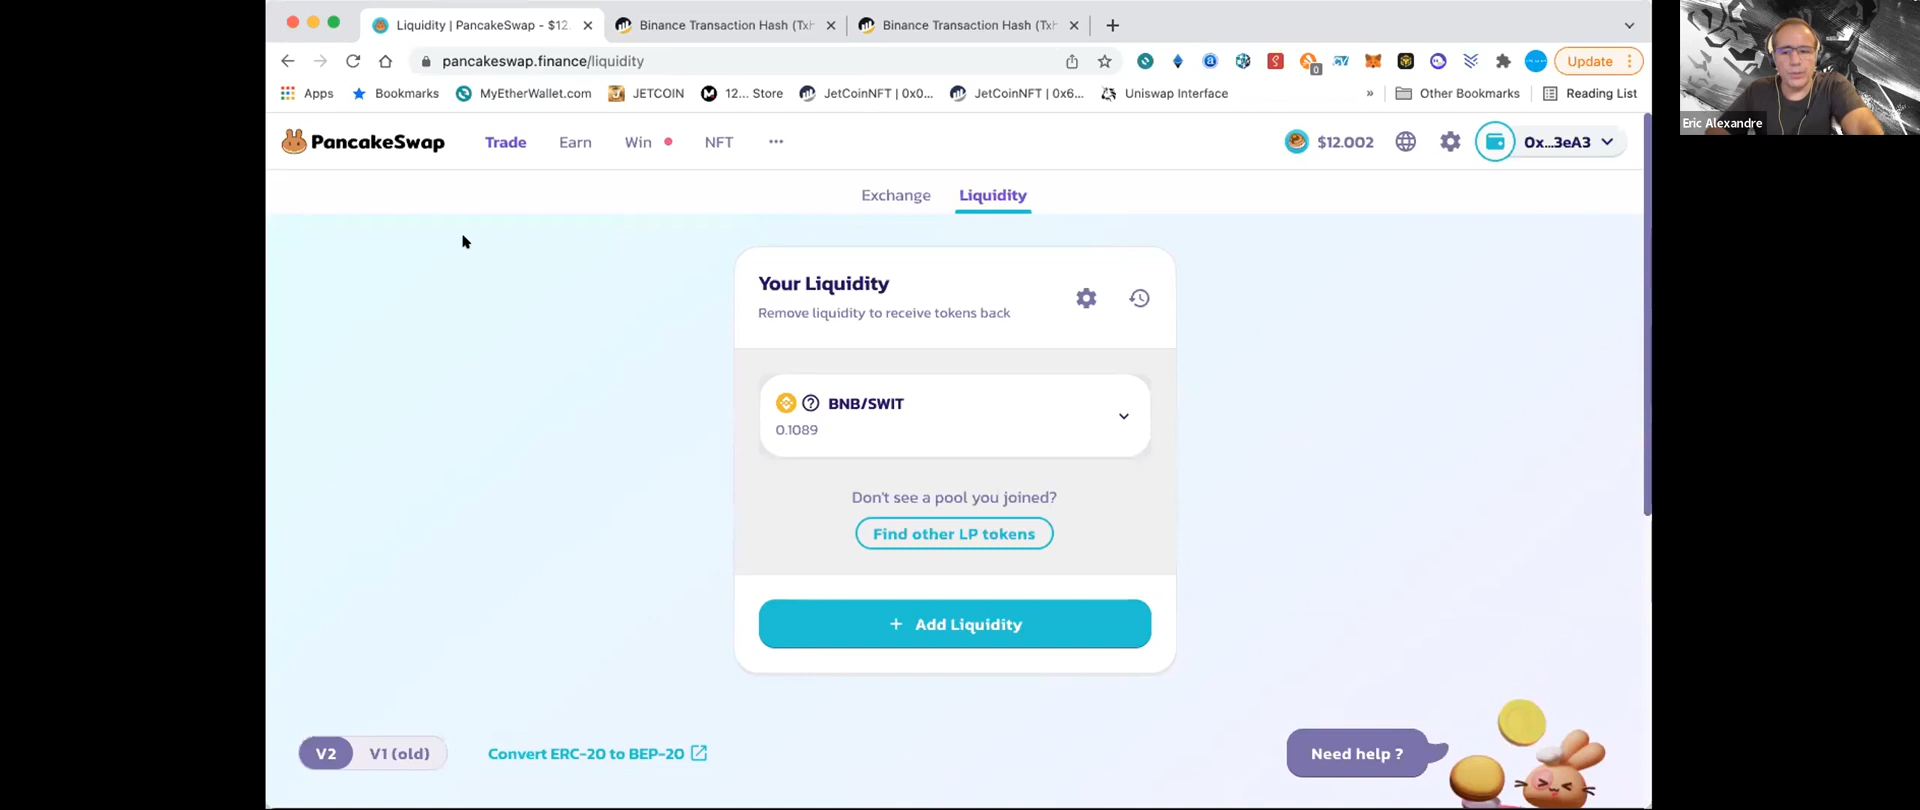 Liquidity | PancakeSwap - $12.
Binance Transaction Hash (Txh
Binance Transaction Hash (Txh
pancakeswap.finance/liquidity
0
Update
Apps
Bookmarks
MyEtherWallet.com
JETCOIN
12... Store
JetCoinNFT | 0x0...
JetCoinNFT | 0x6...
Uniswap Interface
»
Other Bookmarks
Reading List
PancakeSwap
Trade
Earn
Win
NFT
$12.002
0x...3eA3
Exchange
Liquidity
Your Liquidity
Remove liquidity to receive tokens back
BNB/SWIT
0.1089
Don't see a pool you joined?
Find other LP tokens
+ Add Liquidity
V2
V1 (old)
Convert ERC-20 to BEP-20
Need help ?
Eric Alexandre